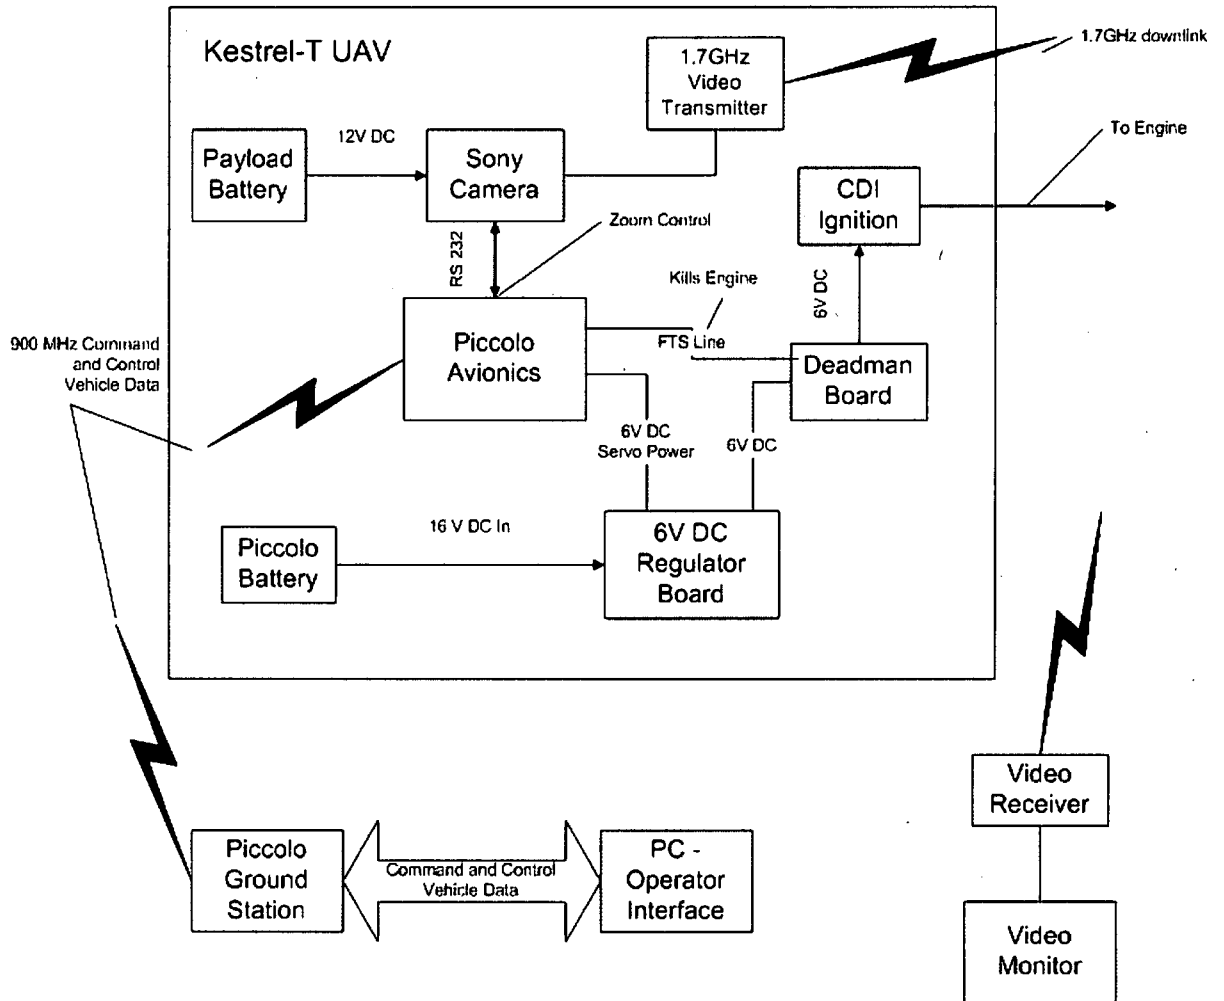 Kestrel-T UAV
1.7GHz
Video
Transmitter
1.7GHz downlink
To Engine
12V DC
Payload
Battery
Sony
Camera
CDI
Ignition
Zoom Control
RS 232
Kills Engine
6V DC
FTS Line
900 MHz Command
and Control
Vehicle Data
Piccolo
Avionics
Deadman
Board
6V DC
Servo Power
6V DC
16 V DC In
Piccolo
Battery
6V DC
Regulator
Board
Video
Receiver
Piccolo
Ground
Station
Command and Control
Vehicle Data
PC -
Operator
Interface
Video
Monitor